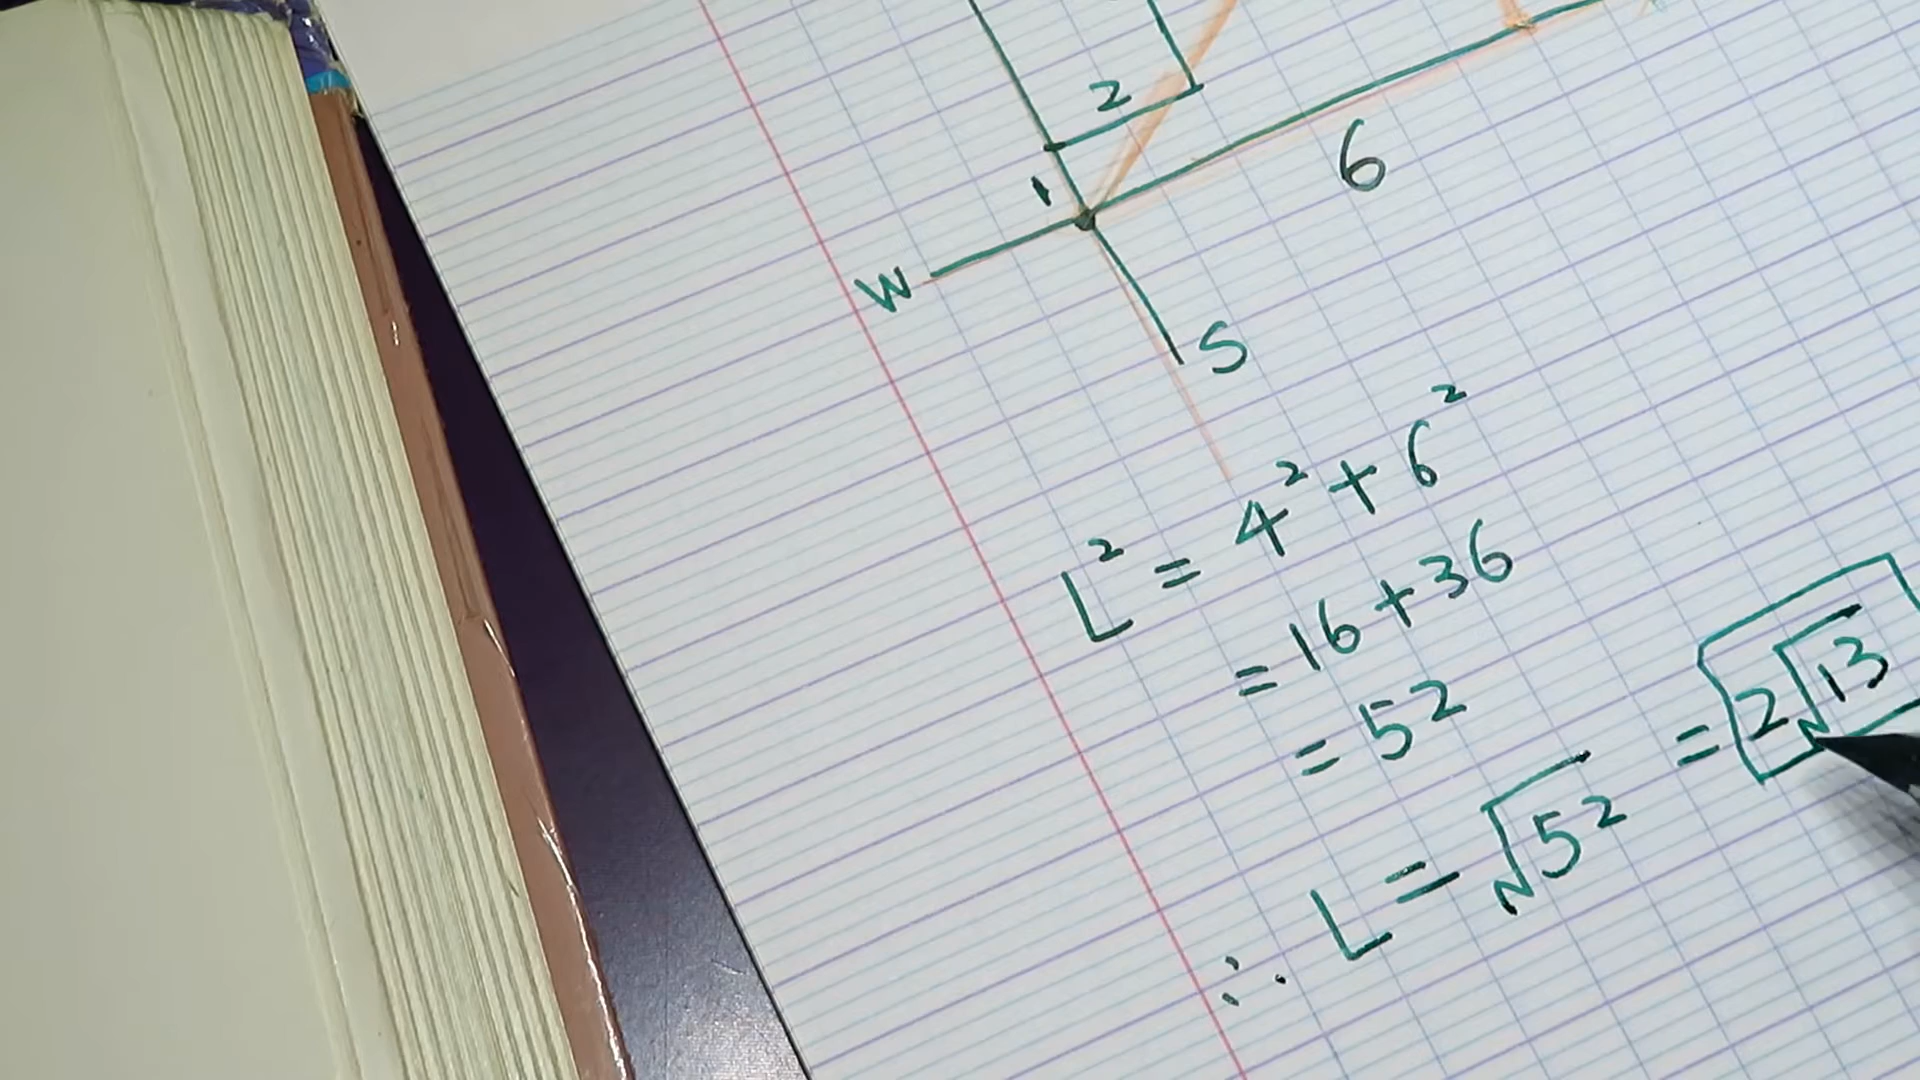 2
1
6
W
S
L² = 4² + 6²
= 16 + 36
= 52
∴ L = √52 = 2√13